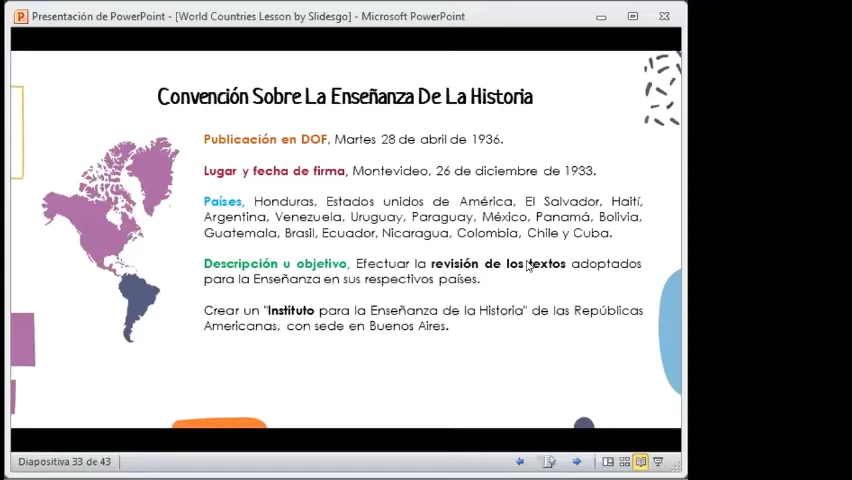 Presentación de PowerPoint - [World Countries Lesson by Slidesgo] - Microsoft PowerPoint
Convención Sobre La Enseñanza De La Historia
Publicación en DOF, Martes 28 de abril de 1936.
Lugar y fecha de firma, Montevideo, 26 de diciembre de 1933.
Países, Honduras, Estados unidos de América, El Salvador, Haití,
Argentina, Venezuela, Uruguay, Paraguay, México, Panamá, Bolivia,
Guatemala, Brasil, Ecuador, Nicaragua, Colombia, Chile y Cuba.
Descripción u objetivo, Efectuar la revisión de los textos adoptados
para la Enseñanza en sus respectivos países.
Crear un "Instituto para la Enseñanza de la Historia" de las Repúblicas
Americanas, con sede en Buenos Aires.
Diapositiva 33 de 43